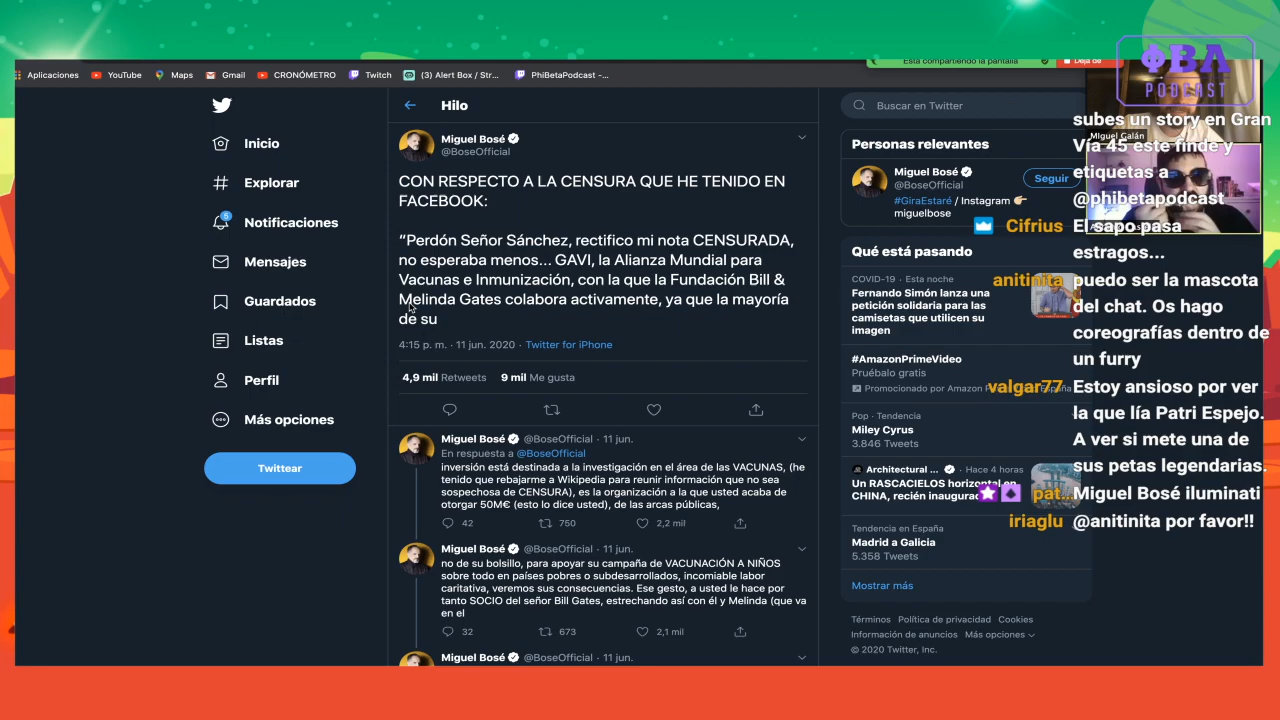 Aplicaciones YouTube Maps Gmail CRONÓMETRO Twitch (3) Alert Box / Str... PhiBetaPodcast –...
Está compartiendo la pantalla
Deja de
ΦBA
PODCAST
Inicio
Explorar
5
Notificaciones
Mensajes
Guardados
Listas
Perfil
Más opciones
Twittear
Hilo
Miguel Bosé
@BoseOfficial
CON RESPECTO A LA CENSURA QUE HE TENIDO EN
FACEBOOK:
“Perdón Señor Sánchez, rectifico mi nota CENSURADA,
no esperaba menos... GAVI, la Alianza Mundial para
Vacunas e Inmunización, con la que la Fundación Bill &
Melinda Gates colabora activamente, ya que la mayoría
de su
4:15 p. m. · 11 jun. 2020 · Twitter for iPhone
4,9 mil Retweets 9 mil Me gusta
Miguel Bosé @BoseOfficial · 11 jun.
En respuesta a @BoseOfficial
inversión está destinada a la investigación en el área de las VACUNAS, (he
tenido que rebajarme a Wikipedia para reunir información que no sea
sospechosa de CENSURA), es la organización a la que usted acaba de
otorgar 50M€ (esto lo dice usted), de las arcas públicas,
42 750 2,2 mil
Miguel Bosé @BoseOfficial · 11 jun.
no de su bolsillo, para apoyar su campaña de VACUNACIÓN A NIÑOS
sobre todo en países pobres o subdesarrollados, incomiable labor
caritativa, veremos sus consecuencias. Ese gesto, a usted le hace por
tanto SOCIO del señor Bill Gates, estrechando así con él y Melinda (que va
en el
32 673 2,1 mil
Miguel Bosé @BoseOfficial · 11 jun.
Buscar en Twitter
Personas relevantes
Miguel Bosé
@BoseOfficial
Seguir
#GiraEstaré / Instagram
miguelbose
Qué está pasando
COVID-19 · Esta noche
Fernando Simón lanza una
petición solidaria para las
camisetas que utilicen su
imagen
#AmazonPrimeVideo
Pruébalo gratis
Promocionado por Amazon
Pop · Tendencia
Miley Cyrus
3.846 Tweets
Architectural ... · Hace 4 horas
Un RASCACIELOS horizontal en
CHINA, recién inaugurado
Tendencia en España
Madrid a Galicia
5.358 Tweets
Mostrar más
Términos Política de privacidad Cookies
Información de anuncios Más opciones
© 2020 Twitter, Inc.
Miguel Galán
subes un story en Gran
Vía 45 este finde y
etiquetas a
@phibetapodcast
Cifrius El sapo pasa
estragos...
anitinita puedo ser la mascota
del chat. Os hago
coreografías dentro de
un furry
valgar77 Estoy ansioso por ver
la que lía Patri Espejo.
A ver si mete una de
sus petas legendarias.
pat... Miguel Bosé iluminati
iriaglu @anitinita por favor!!